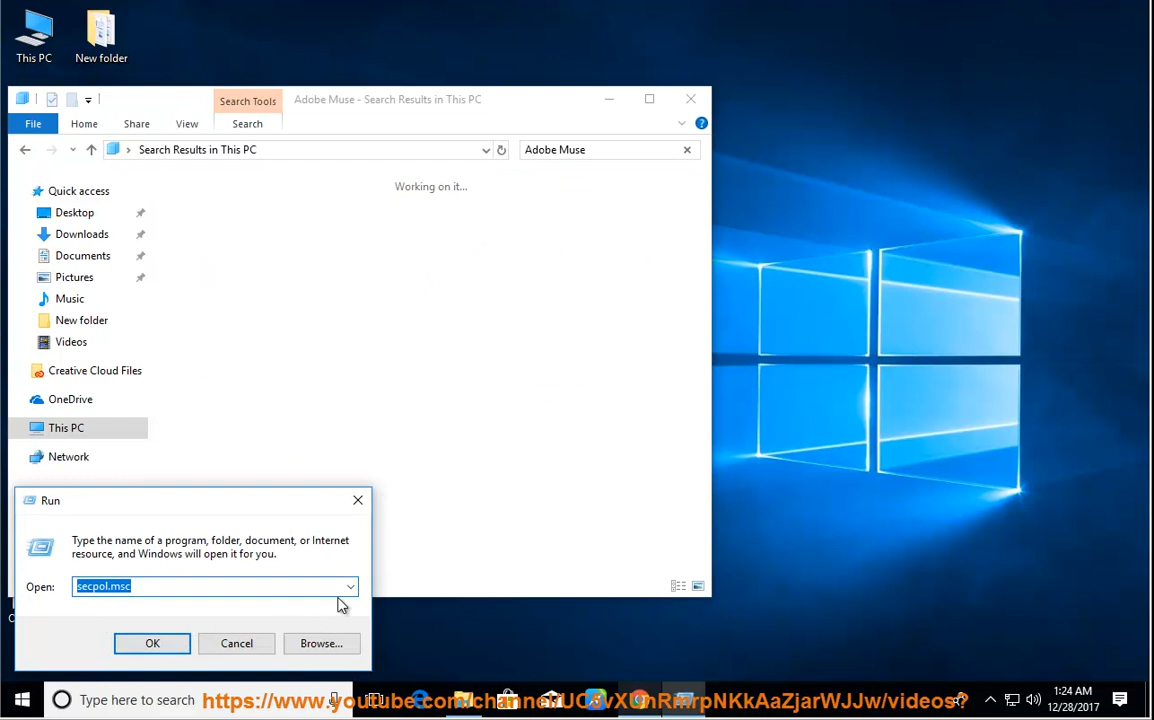 This PC
New folder
Search Tools
Adobe Muse - Search Results in This PC
File
Home
Share
View
Search
Search Results in This PC
Adobe Muse
Working on it...
Quick access
Desktop
Downloads
Documents
Pictures
Music
New folder
Videos
Creative Cloud Files
OneDrive
This PC
Network
Run
Type the name of a program, folder, document, or Internet
resource, and Windows will open it for you.
Open:
secpol.msc
OK
Cancel
Browse...
Type here to search
1:24 AM
12/28/2017